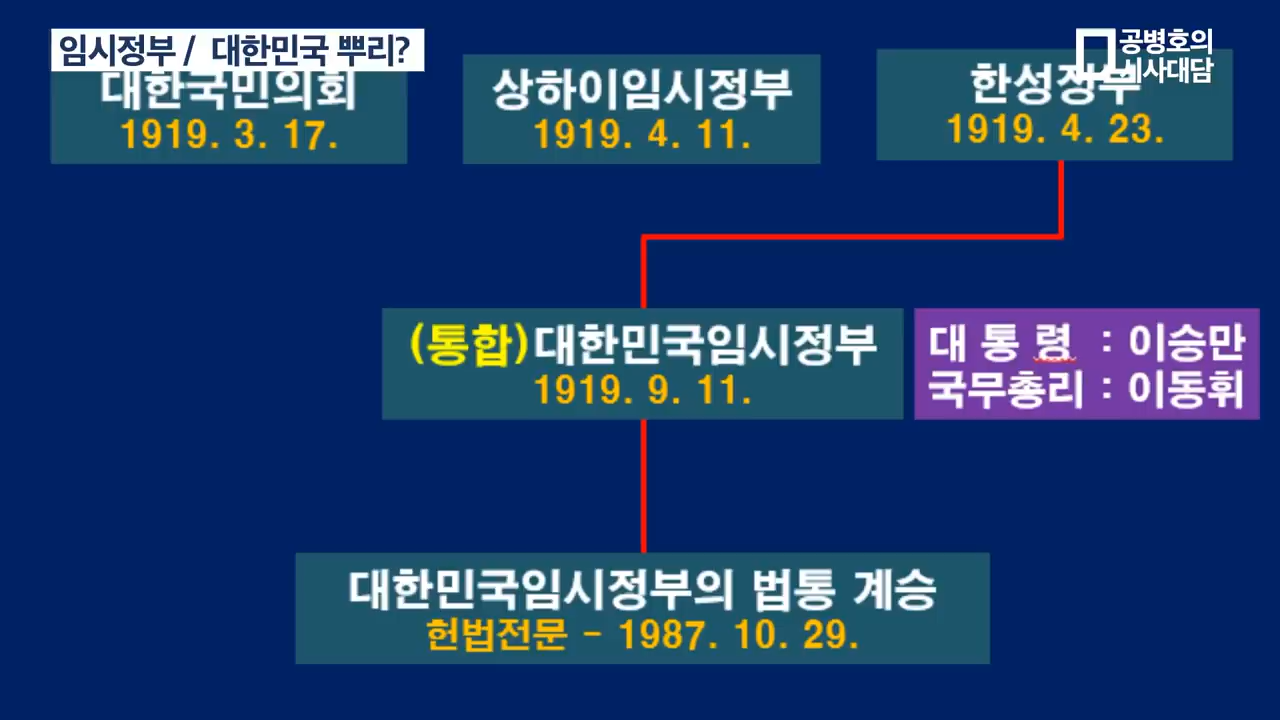 임시정부 / 대한민국 뿌리?
공병호의
시사대담
대한국민의회
1919. 3. 17.
상하이임시정부
1919. 4. 11.
한성정부
1919. 4. 23.
(통합)대한민국임시정부
1919. 9. 11.
대 통 령 : 이승만
국무총리 : 이동휘
대한민국임시정부의 법통 계승
헌법전문 - 1987. 10. 29.